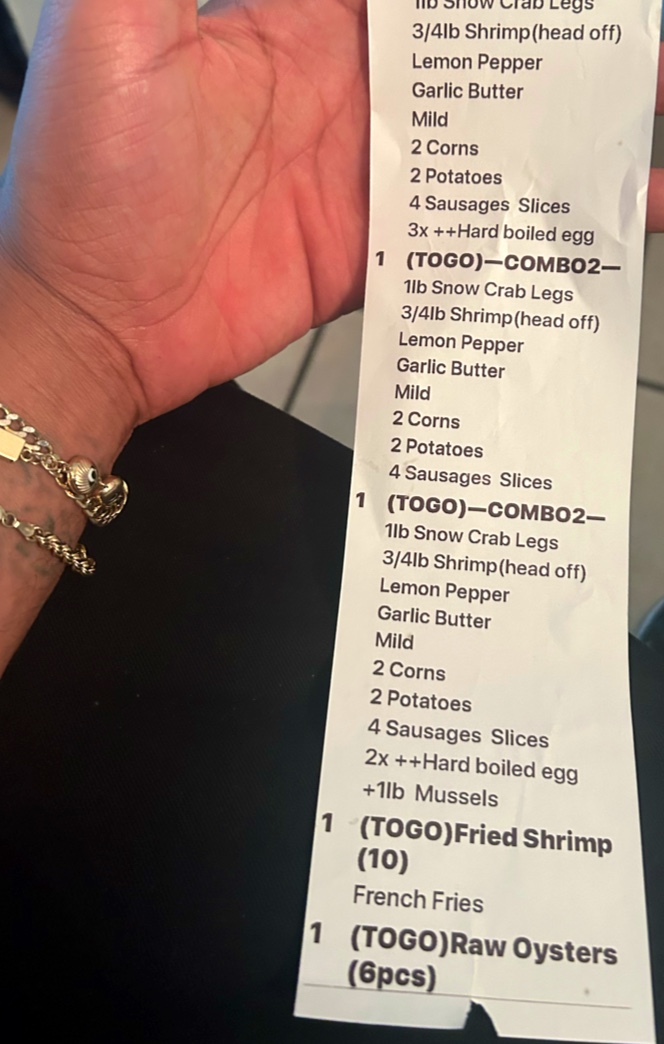 1lb Snow Crab Legs
3/4lb Shrimp(head off)
Lemon Pepper
Garlic Butter
Mild
2 Corns
2 Potatoes
4 Sausages Slices
3x ++Hard boiled egg
1 (TOGO)—COMBO2—
1lb Snow Crab Legs
3/4lb Shrimp(head off)
Lemon Pepper
Garlic Butter
Mild
2 Corns
2 Potatoes
4 Sausages Slices
1 (TOGO)—COMBO2—
1lb Snow Crab Legs
3/4lb Shrimp(head off)
Lemon Pepper
Garlic Butter
Mild
2 Corns
2 Potatoes
4 Sausages Slices
2x ++Hard boiled egg
+1lb Mussels
1 (TOGO)Fried Shrimp
(10)
French Fries
1 (TOGO)Raw Oysters
(6pcs)